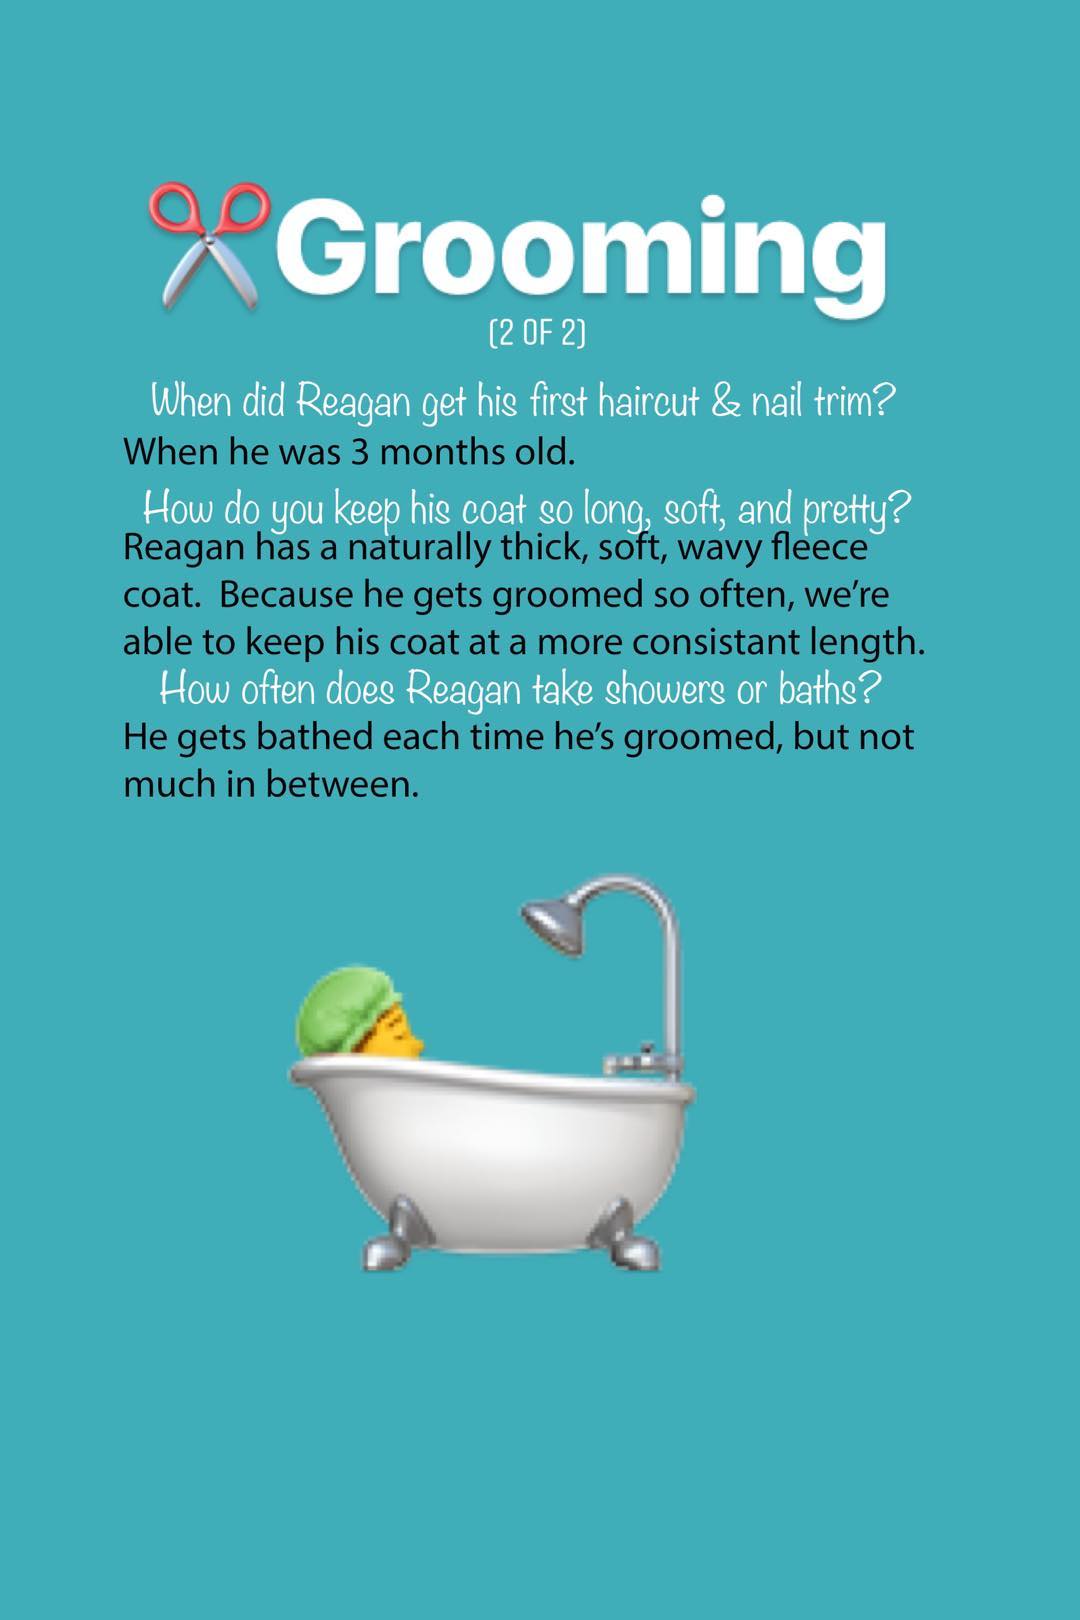 Grooming
(2 OF 2)
When did Reagan get his first haircut & nail trim?
When he was 3 months old.
How do you keep his coat so long, soft, and pretty?
Reagan has a naturally thick, soft, wavy fleece
coat.  Because he gets groomed so often, we’re
able to keep his coat at a more consistant length.
How often does Reagan take showers or baths?
He gets bathed each time he’s groomed, but not
much in between.